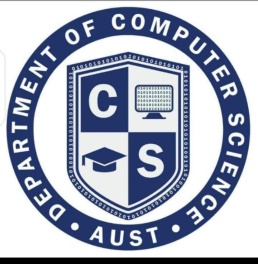 DEPARTMENT OF COMPUTER SCIENCE
• AUST •
C
S